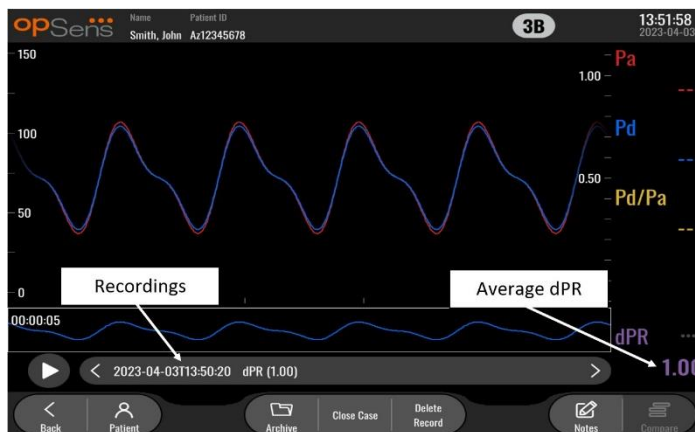 opSens
Name Patient ID
Smith, John Az12345678
3B
13:51:58
2023-04-03
150
100
50
0
1.00
0.50
Pa
--
Pd
--
Pd/Pa
--
Recordings
Average dPR
00:00:05
dPR
1.00
2023-04-03T13:50:20 dPR (1.00)
Back
Patient
Archive
Close Case
Delete
Record
Notes
Compare